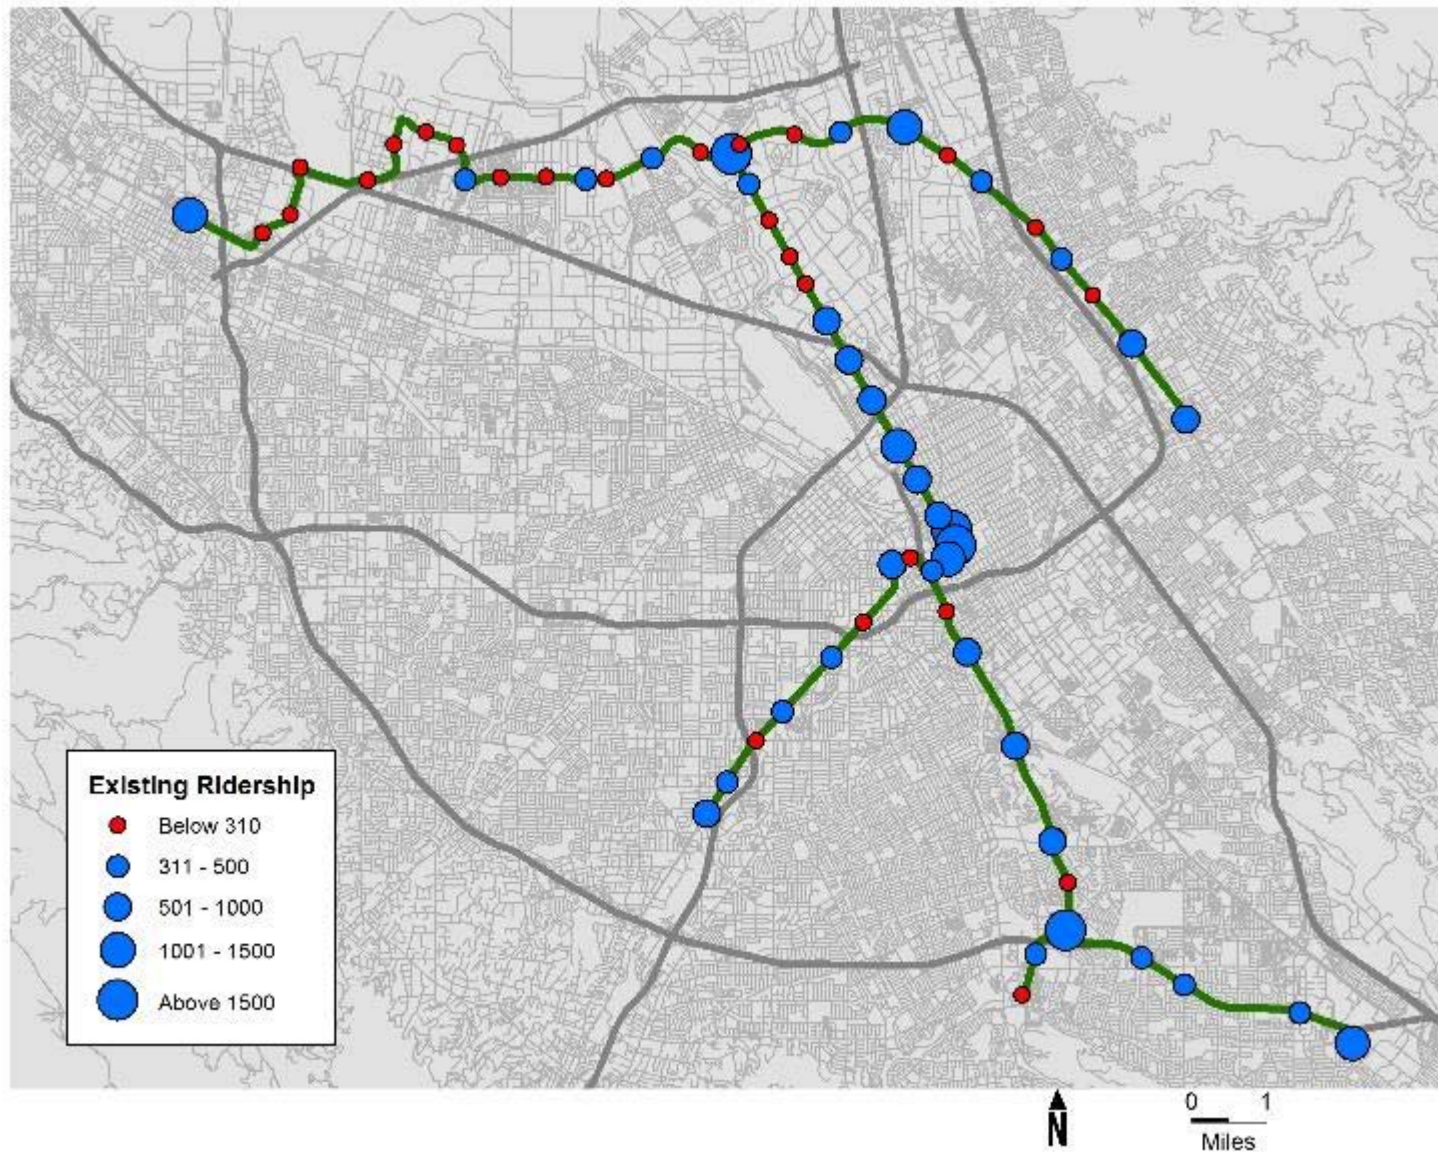 Existing Ridership
Below 310
311 - 500
501 - 1000
1001 - 1500
Above 1500
N
0 1
Miles